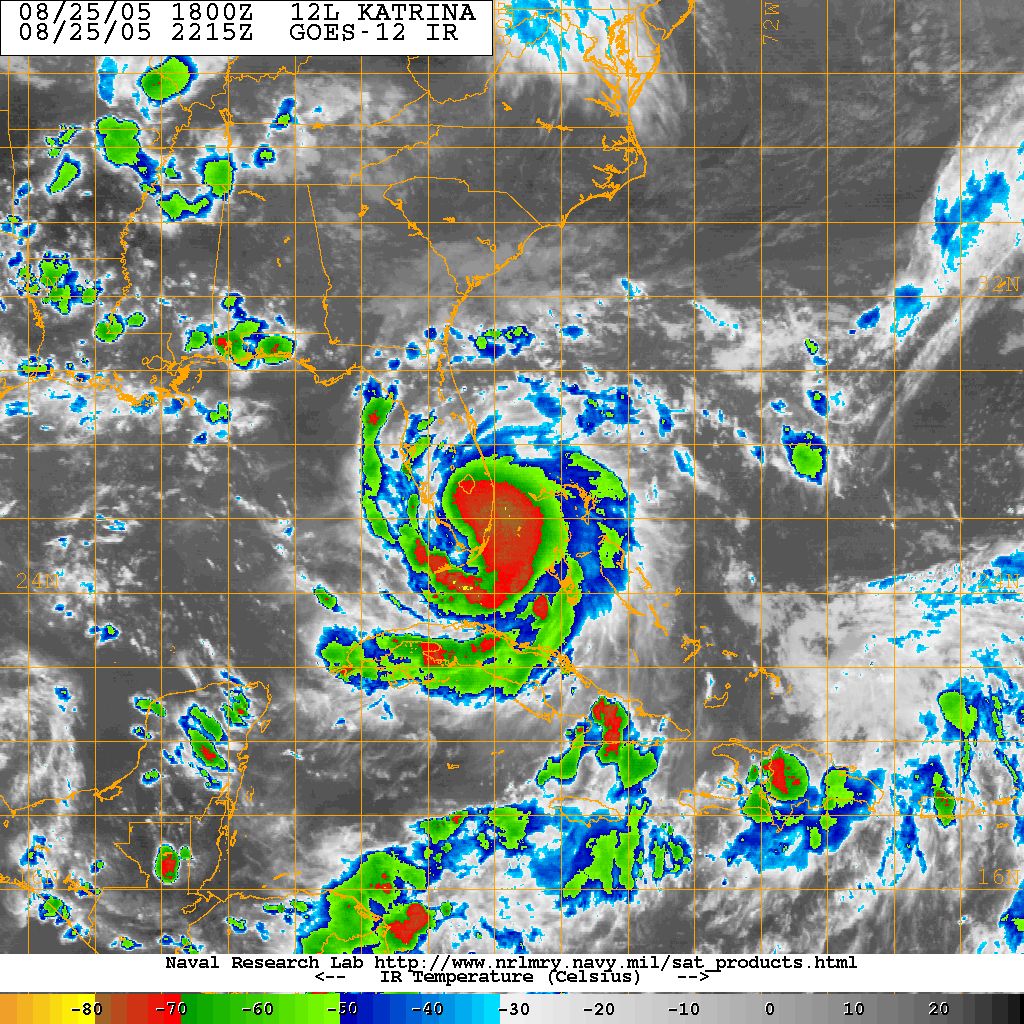 08/25/05 1800Z 12L KATRINA
08/25/05 2215Z GOES-12 IR
72W
32N
24N
24N
16N
Naval Research Lab http://www.nrlmry.navy.mil/sat_products.html
<-- IR Temperature (Celsius) -->
-80 -70 -60 -50 -40 -30 -20 -10 0 10 20